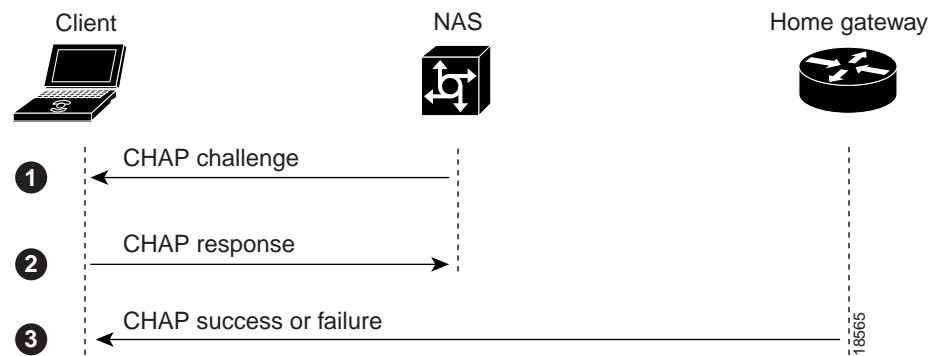 Client
NAS
Home gateway
1
CHAP challenge
2
CHAP response
3
CHAP success or failure
18565